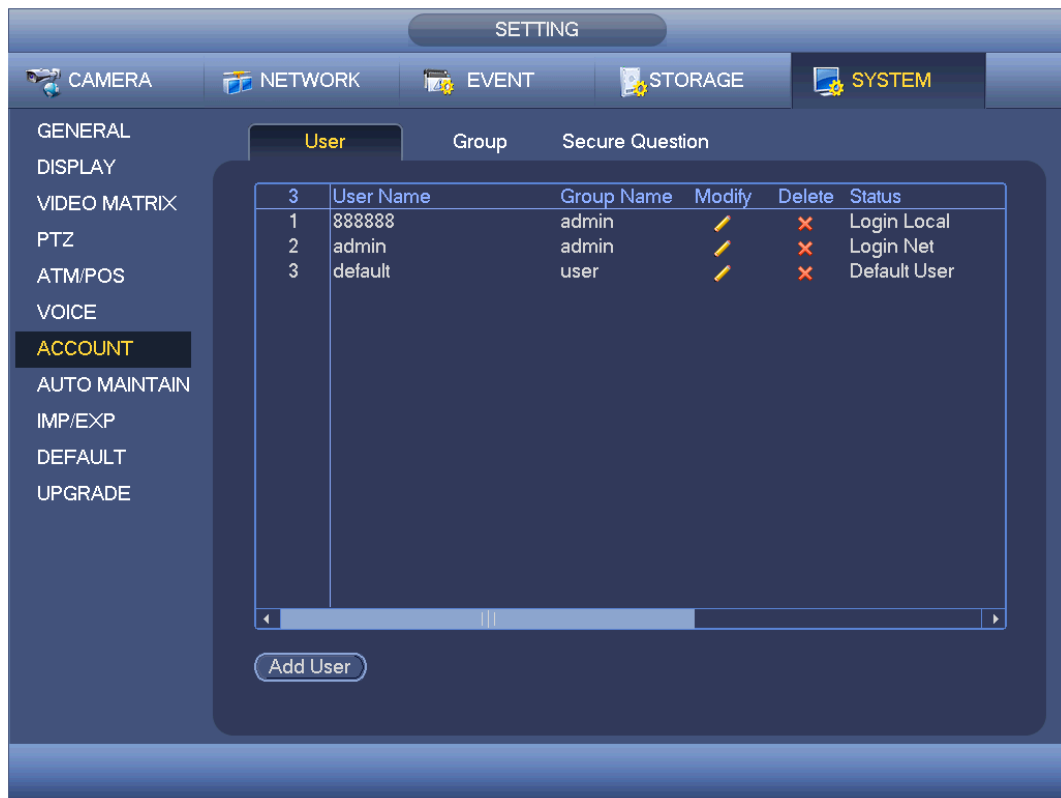 SETTING
CAMERA NETWORK EVENT STORAGE SYSTEM
GENERAL
DISPLAY
VIDEO MATRIX
PTZ
ATM/POS
VOICE
ACCOUNT
AUTO MAINTAIN
IMP/EXP
DEFAULT
UPGRADE
User Group Secure Question
3 User Name Group Name Modify Delete Status
1 888888 admin Login Local
2 admin admin Login Net
3 default user Default User
Add User